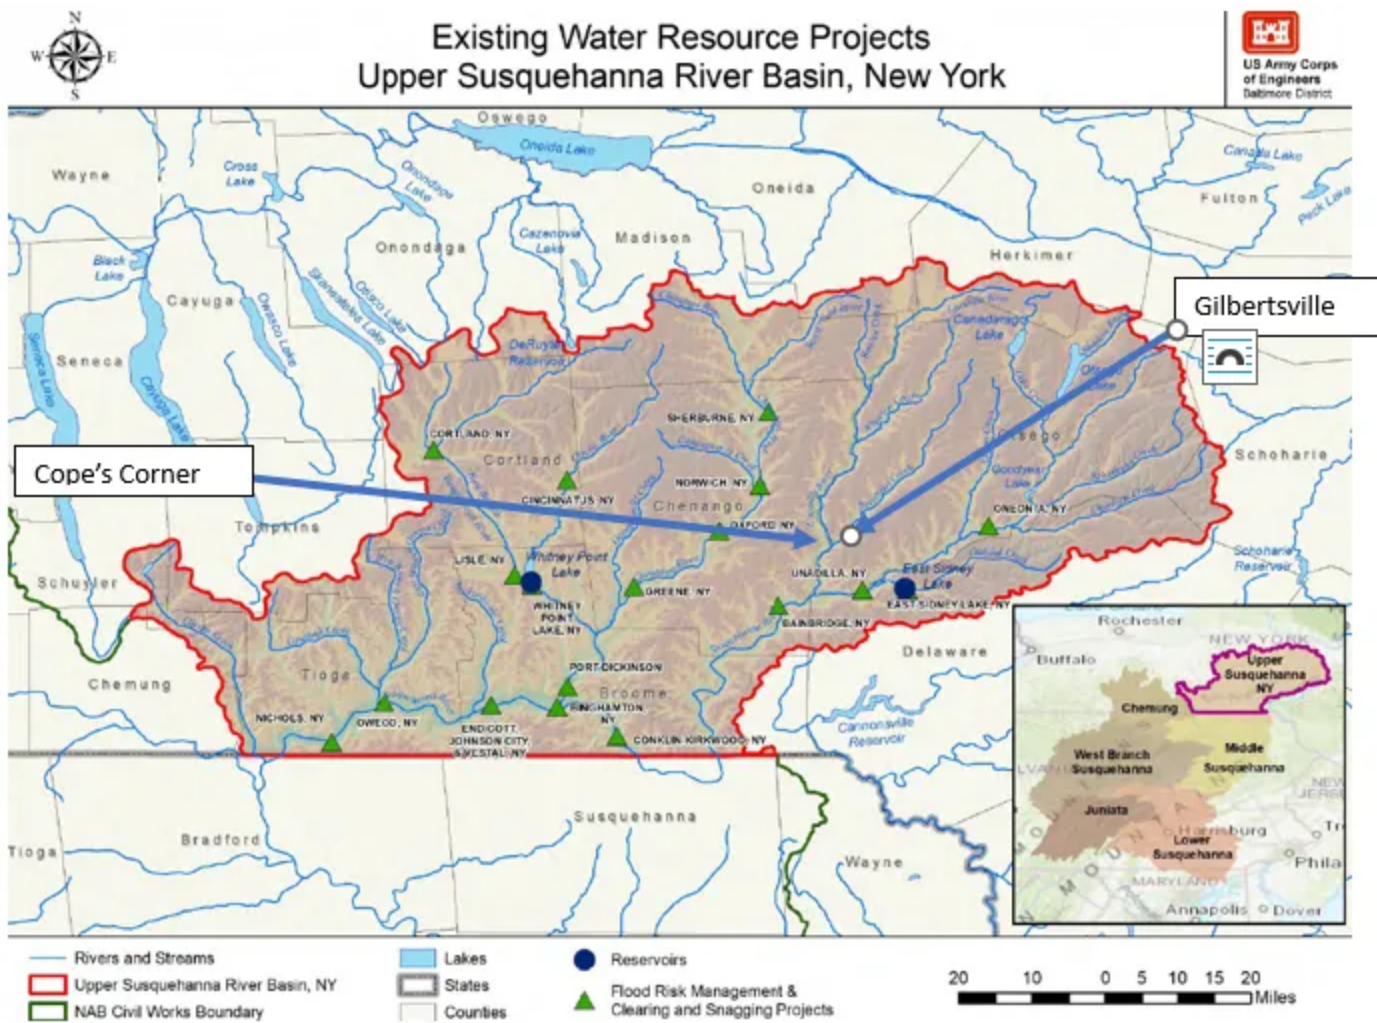 N
W
E
S
Existing Water Resource Projects
Upper Susquehanna River Basin, New York
US Army Corps
of Engineers
Baltimore District
Oswego
Oneida Lake
Wayne
Cross
Lake
Onondaga
Lake
Oneida
Canada Lake
Fulton
Peck Lake
Cazenovia
Lake
Madison
Onondaga
Herkimer
Black
Lake
Cayuga
Owasco Lake
Skaneateles Lake
Otisco Lake
Gilbertsville
Seneca
Seneca Lake
Cayuga Lake
DeRuyter
Reservoir
Canadarago
Lake
Otsego
Lake
SHERBURNE, NY
CORTLAND, NY
Cortland
Otsego
Schoharie
Cope's Corner
Goodyear
Lake
NORWICH, NY
CINCINNATUS, NY
Chenango
OXFORD, NY
ONEONTA, NY
Tompkins
Schuyler
LISLE, NY
Whitney Point
Lake
UNADILLA, NY
East Sidney
Lake
Schoharie
Reservoir
GREENE, NY
WHITNEY
POINT
LAKE, NY
EAST SIDNEY LAKE, NY
BAINBRIDGE, NY
Delaware
Chemung
Tioga
PORT DICKINSON
Broome
BINGHAMTON,
NY
NICHOLS, NY
OWEGO, NY
ENDICOTT,
JOHNSON CITY,
& VESTAL, NY
CONKLIN-KIRKWOOD, NY
Cannonsville
Reservoir
Susquehanna
Bradford
Tioga
Wayne
Rochester
NEW YORK
Buffalo
Upper
Susquehanna
NY
Chemung
West Branch
Susquehanna
Middle
Susquehanna
NEW
JERS
Juniata
Harrisburg
Tr
Lower
Susquehanna
Phila
MARYLAND
Annapolis
Dover
Rivers and Streams
Upper Susquehanna River Basin, NY
NAB Civil Works Boundary
Lakes
States
Counties
Reservoirs
Flood Risk Management &
Clearing and Snagging Projects
20 10 0 5 10 15 20
Miles